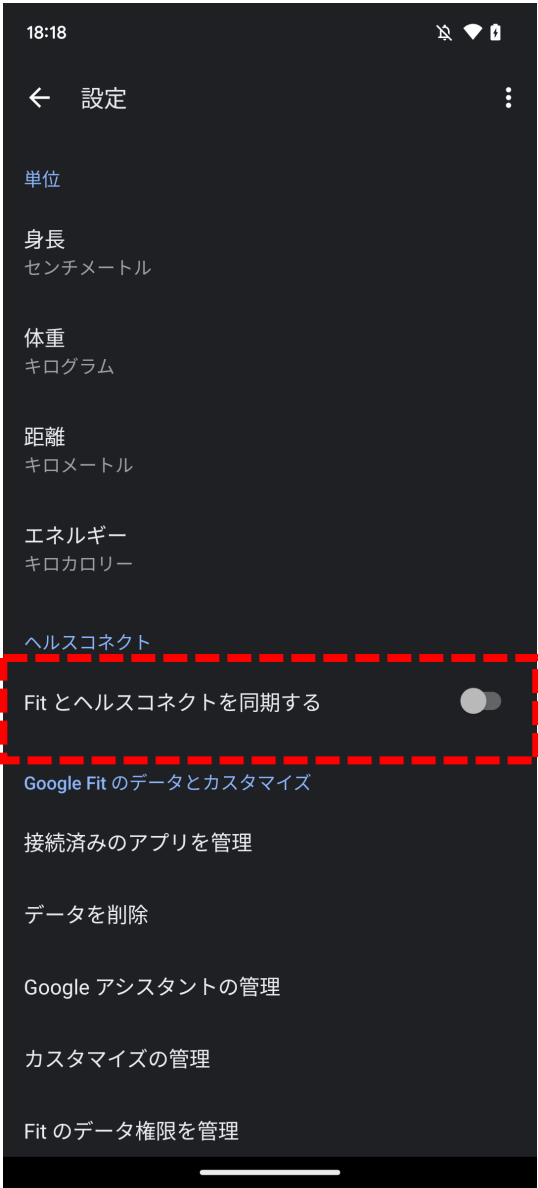 18:18
設定
単位
身長
センチメートル
体重
キログラム
距離
キロメートル
エネルギー
キロカロリー
ヘルスコネクト
Fit とヘルスコネクトを同期する
Google Fit のデータとカスタマイズ
接続済みのアプリを管理
データを削除
Google アシスタントの管理
カスタマイズの管理
Fit のデータ権限を管理